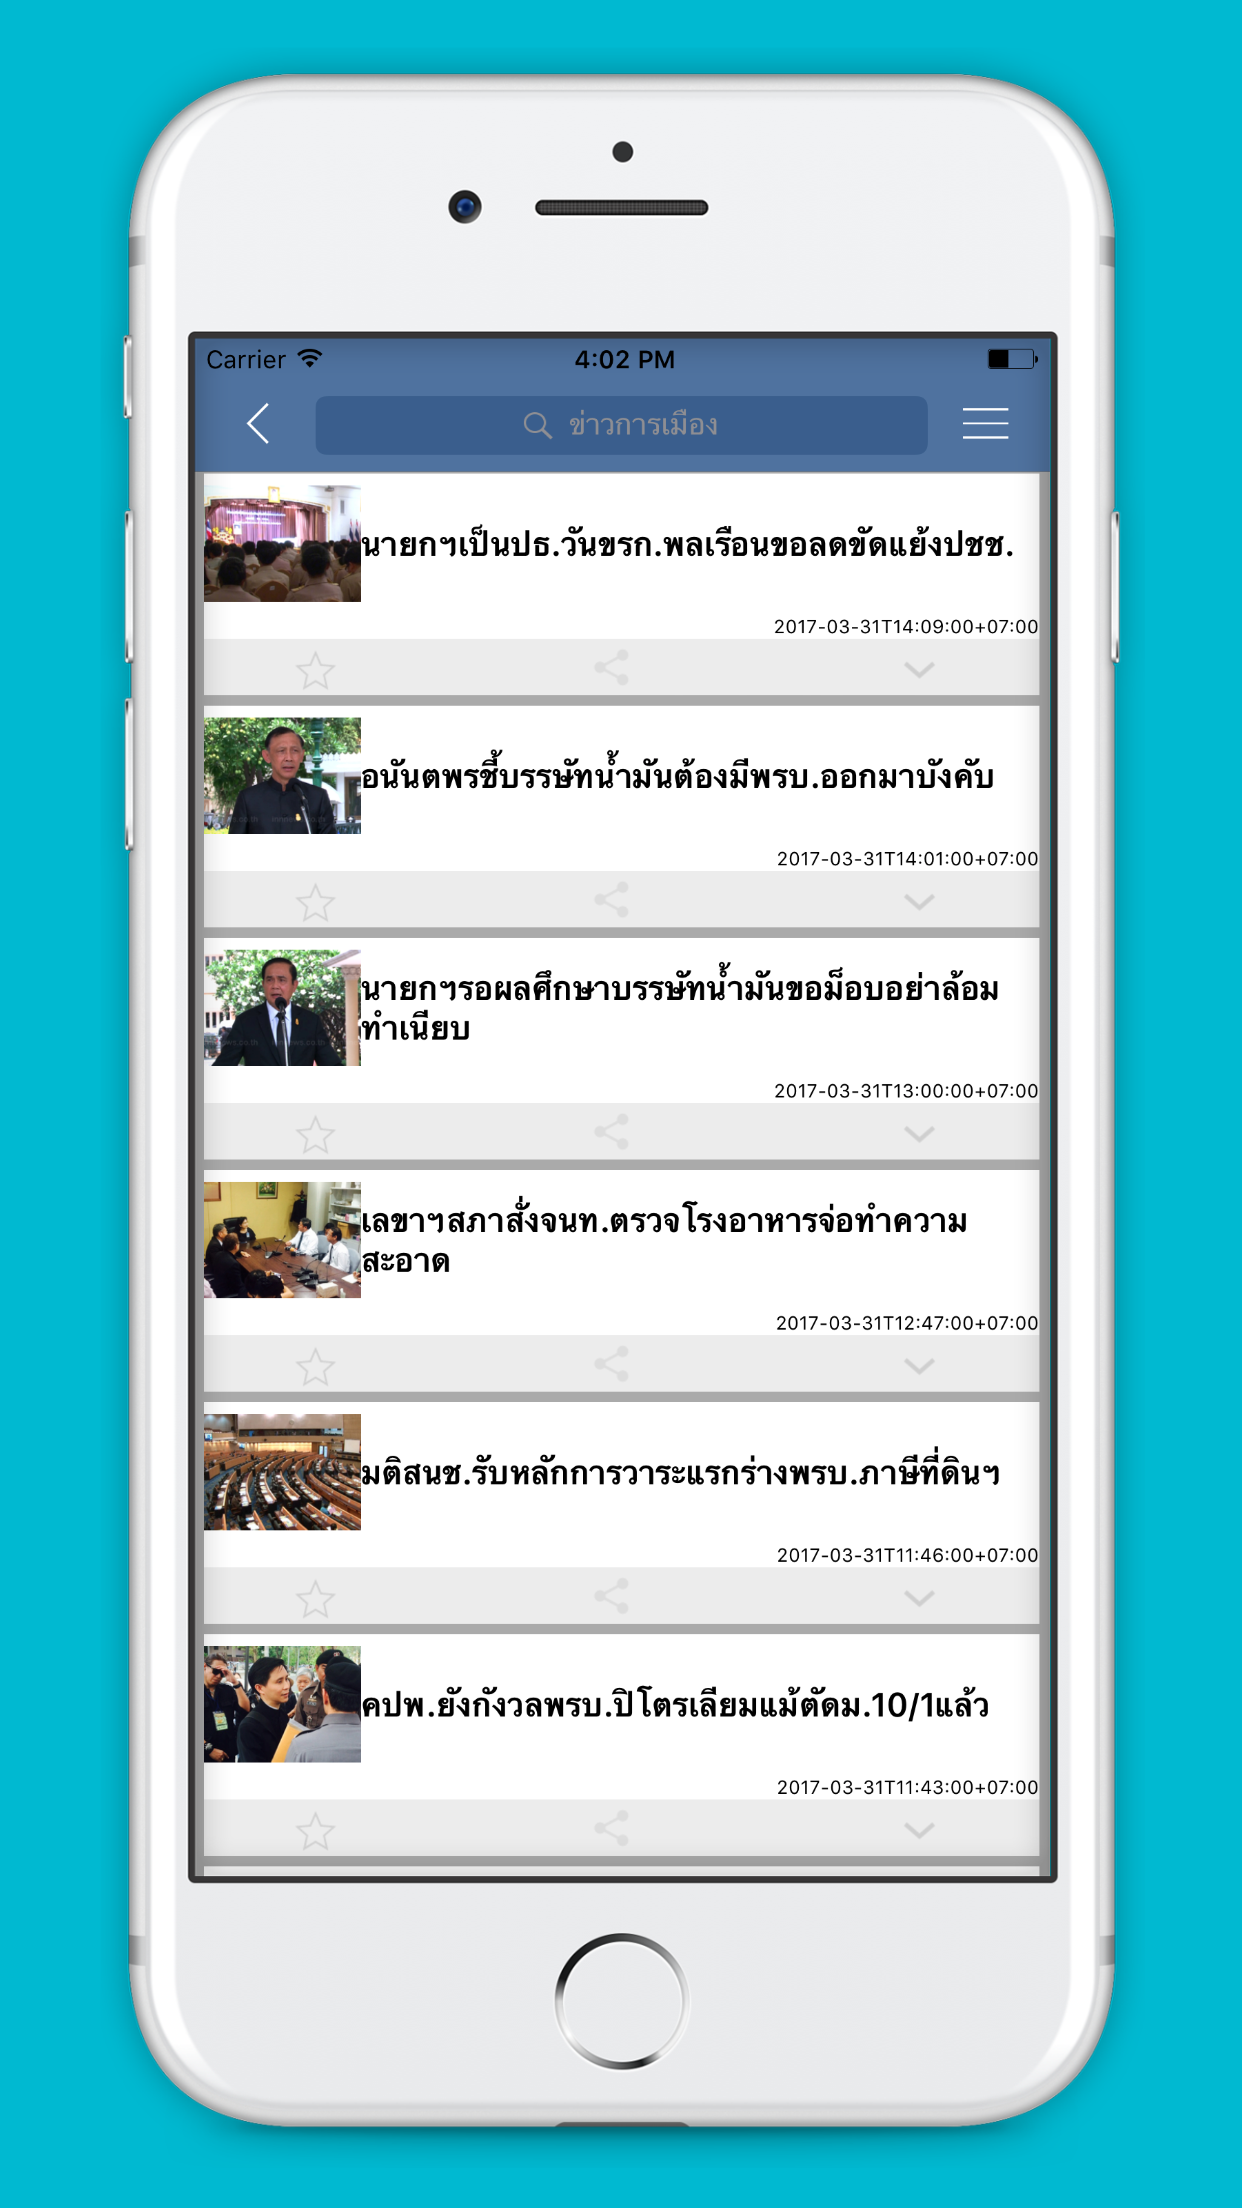 Carrier 4:02 PM
ข่าวการเมือง
นายกฯเป็นปธ.วันขรก.พลเรือนขอลดขัดแย้งปชช.
2017-03-31T14:09:00+07:00
อนันตพรชี้บรรษัทน้ำมันต้องมีพรบ.ออกมาบังคับ
2017-03-31T14:01:00+07:00
นายกฯรอผลศึกษาบรรษัทน้ำมันขอม็อบอย่าล้อม
ทำเนียบ
2017-03-31T13:00:00+07:00
เลขาฯสภาสั่งจนท.ตรวจโรงอาหารจ่อทำความ
สะอาด
2017-03-31T12:47:00+07:00
มติสนช.รับหลักการวาระแรกร่างพรบ.ภาษีที่ดินฯ
2017-03-31T11:46:00+07:00
คปพ.ยังกังวลพรบ.ปิโตรเลียมแม้ตัดม.10/1แล้ว
2017-03-31T11:43:00+07:00